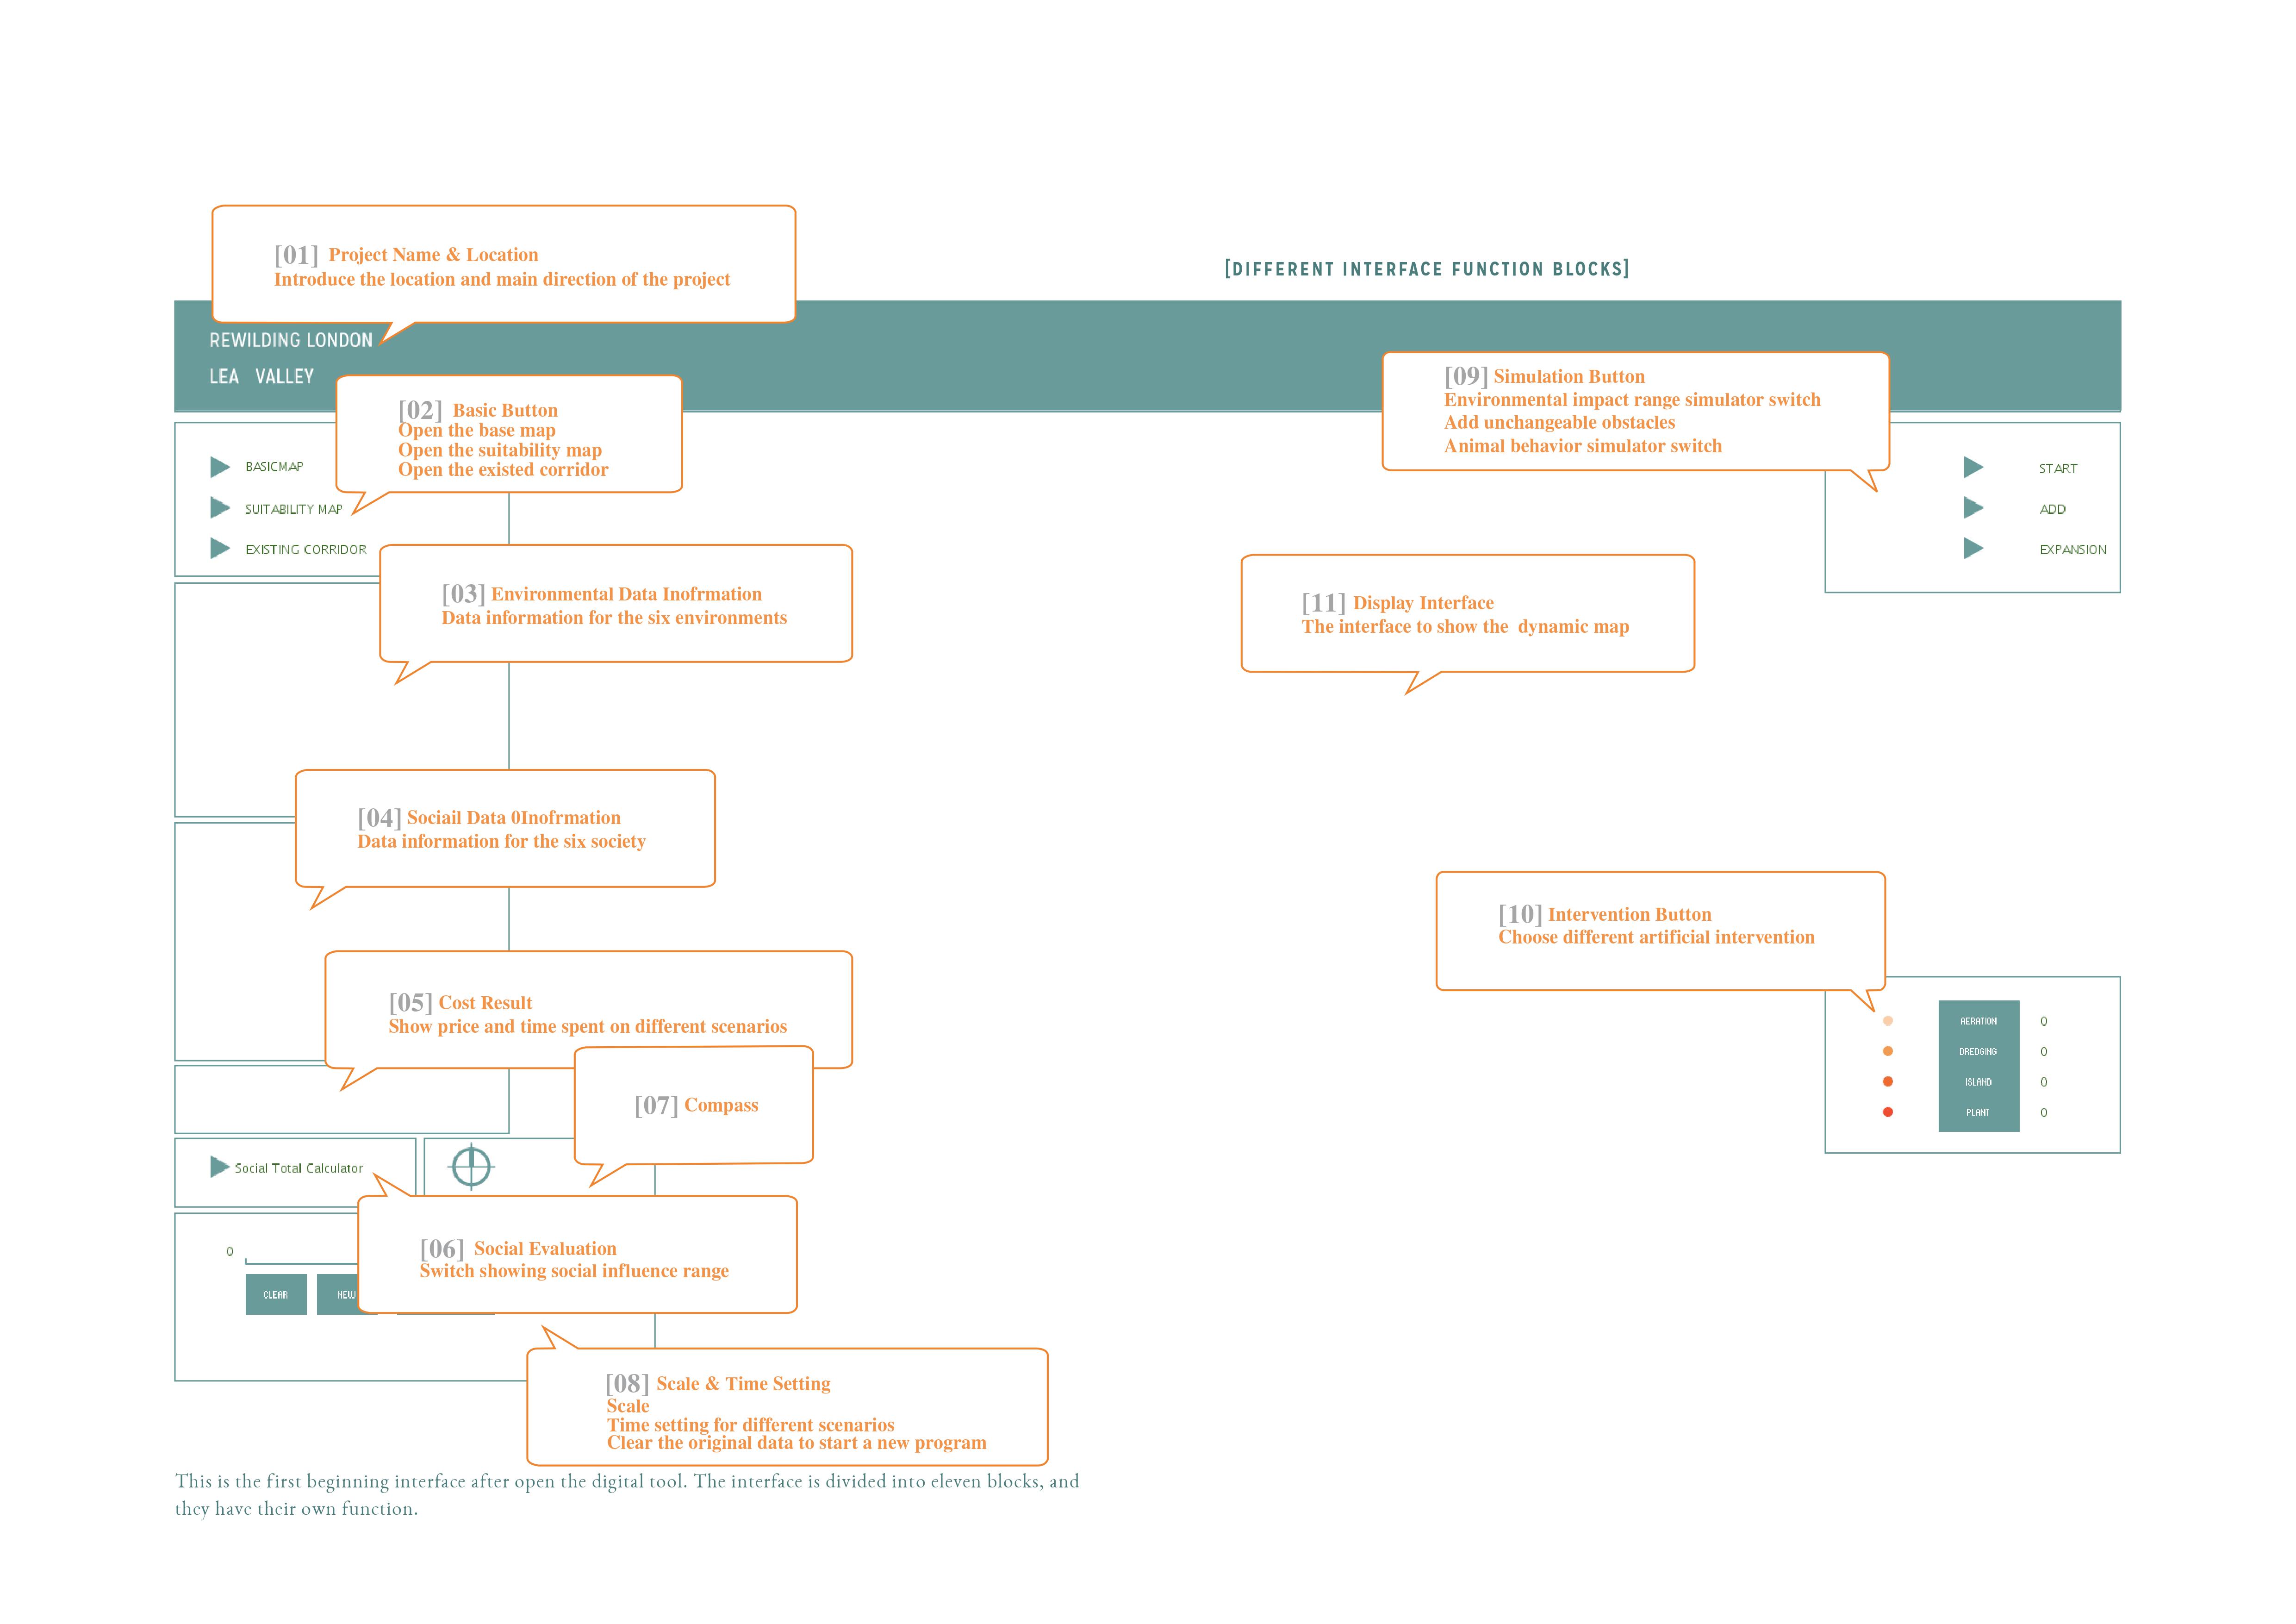 [01] Project Name & Location
Introduce the location and main direction of the project
[DIFFERENT INTERFACE FUNCTION BLOCKS]
REWILDING LONDON
LEA VALLEY
[02] Basic Button
Open the base map
Open the suitability map
Open the existed corridor
BASICMAP
SUITABILITY MAP
EXISTING CORRIDOR
[09] Simulation Button
Environmental impact range simulator switch
Add unchangeable obstacles
Animal behavior simulator switch
START
ADD
EXPANSION
[03] Environmental Data Inofrmation
Data information for the six environments
[11] Display Interface
The interface to show the dynamic map
[04] Sociail Data 0Inofrmation
Data information for the six society
[10] Intervention Button
Choose different artificial intervention
[05] Cost Result
Show price and time spent on different scenarios
AERATION 0
DREDGING 0
ISLAND 0
PLANT 0
[07] Compass
Social Total Calculator
[06] Social Evaluation
Switch showing social influence range
0
CLEAR
NEW
[08] Scale & Time Setting
Scale
Time setting for different scenarios
Clear the original data to start a new program
This is the first beginning interface after open the digital tool. The interface is divided into eleven blocks, and
they have their own function.